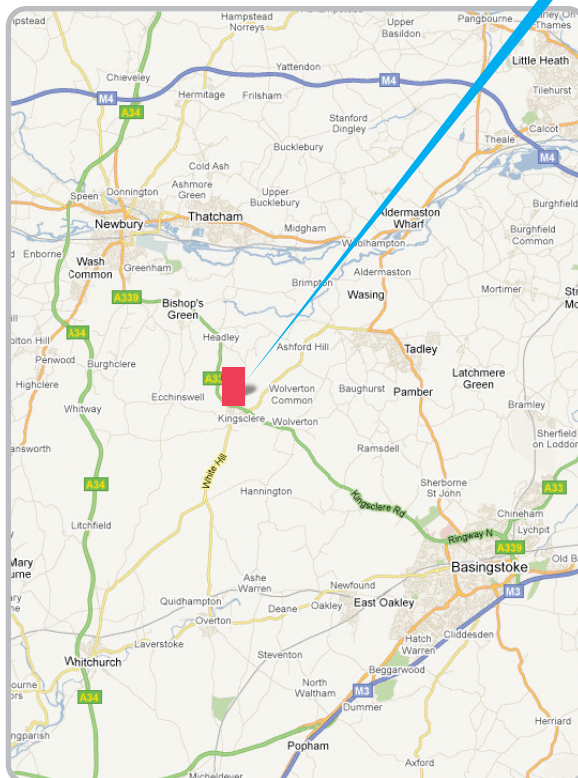 Hampstead
Norreys
Upper
Basildon
Pangbourne
Little Heath
Yattendon
Chieveley
M4
Tilehurst
M4
Hermitage
Frilsham
A34
Stanford
Dingley
Calcot
Theale
Bucklebury
M4
Cold Ash
Speen
Donnington
Ashmore
Green
Upper
Bucklebury
Burghfield
Newbury
Thatcham
Aldermaston
Wharf
Midgham
Burghfield
Common
Woolhampton
Enborne
Wash
Common
Greenham
Aldermaston
Brimpton
Mortimer
A339
Bishop's
Green
Wasing
A34
Headley
Ashford Hill
Penwood
Tadley
Burghclere
Latchmere
Green
Highclere
Ecchinswell
Wolverton
Common
Baughurst
Pamber
Whitway
Kingsclere
Wolverton
Bramley
Ramsdell
Sherfield
on Loddon
White Hill
A34
Hannington
Sherborne
St John
A33
Kingsclere Rd
Chineham
Lychpit
Litchfield
Ringway N
A339
Basingstoke
Ashe
Warren
Newfound
M3
Quidhampton
Deane
Oakley
East Oakley
Overton
Cliddesden
Laverstoke
Hatch
Warren
Whitchurch
Steventon
Beggarwood
North
Waltham
M3
A34
Dummer
Herriard
Popham
Axford
Micheldever